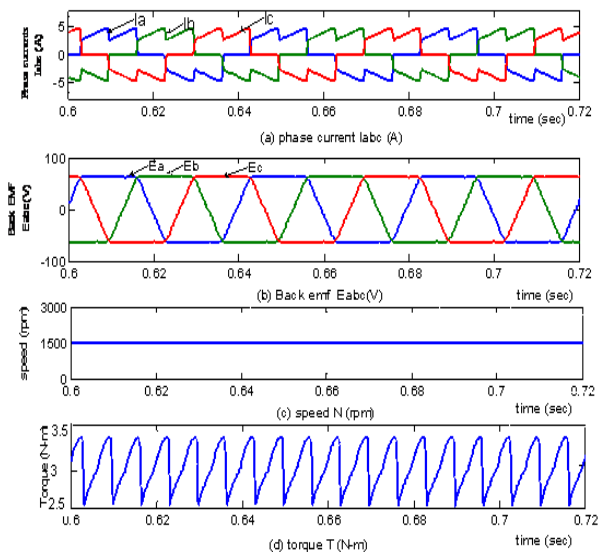 Ia Ib Ic
Phase currents
Iabc (A)
5
0
-5
0.6 0.62 0.64 0.66 0.68 0.7 0.72
time (sec)
(a) phase current Iabc (A)
Ea Eb Ec
Back EMF
Eabc(V)
100
0
-100
0.6 0.62 0.64 0.66 0.68 0.7 0.72
(b) Back emf Eabc(V)
time (sec)
speed (rpm)
3000
1500
0
0.6 0.62 0.64 0.66 0.68 0.7 0.72
(c) speed N (rpm)
time (sec)
Torque(N-m)
3.5
3
2.5
0.6 0.62 0.64 0.66 0.68 0.7 0.72
(d) torque T (N-m)
time (sec)